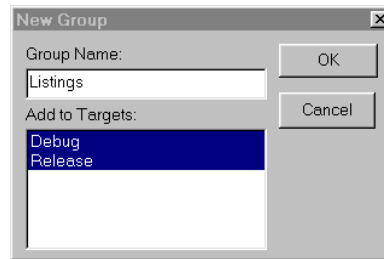 New Group
Group Name:
OK
Listings
Cancel
Add to Targets:
Debug
Release